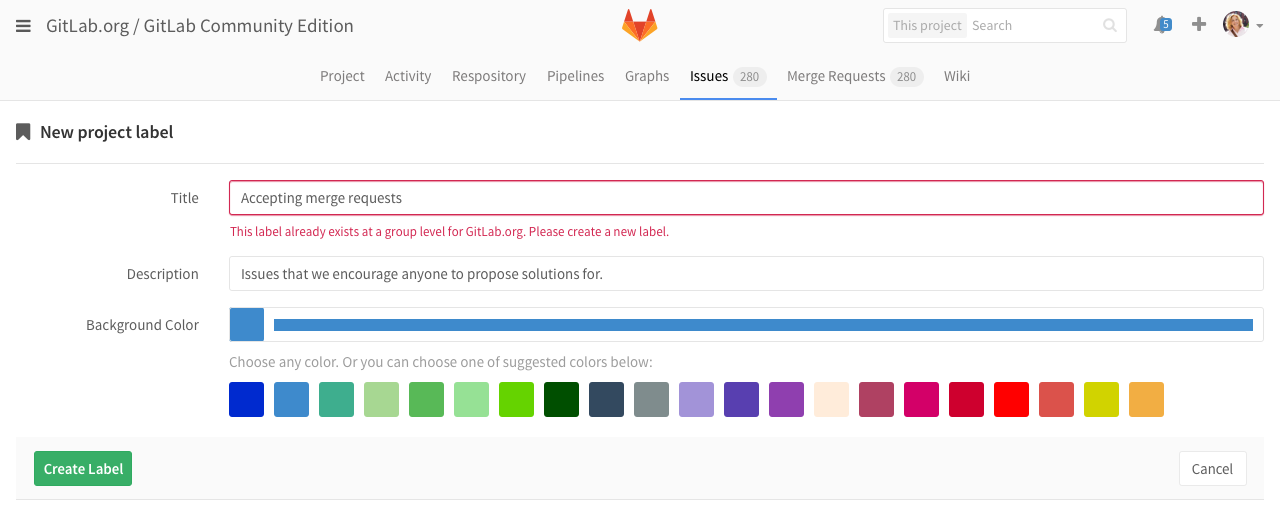 GitLab.org / GitLab Community Edition
This project Search
5
Project Activity Respository Pipelines Graphs Issues 280 Merge Requests 280 Wiki
New project label
Title Accepting merge requests
This label already exists at a group level for GitLab.org. Please create a new label.
Description Issues that we encourage anyone to propose solutions for.
Background Color
Choose any color. Or you can choose one of suggested colors below:
Create Label Cancel